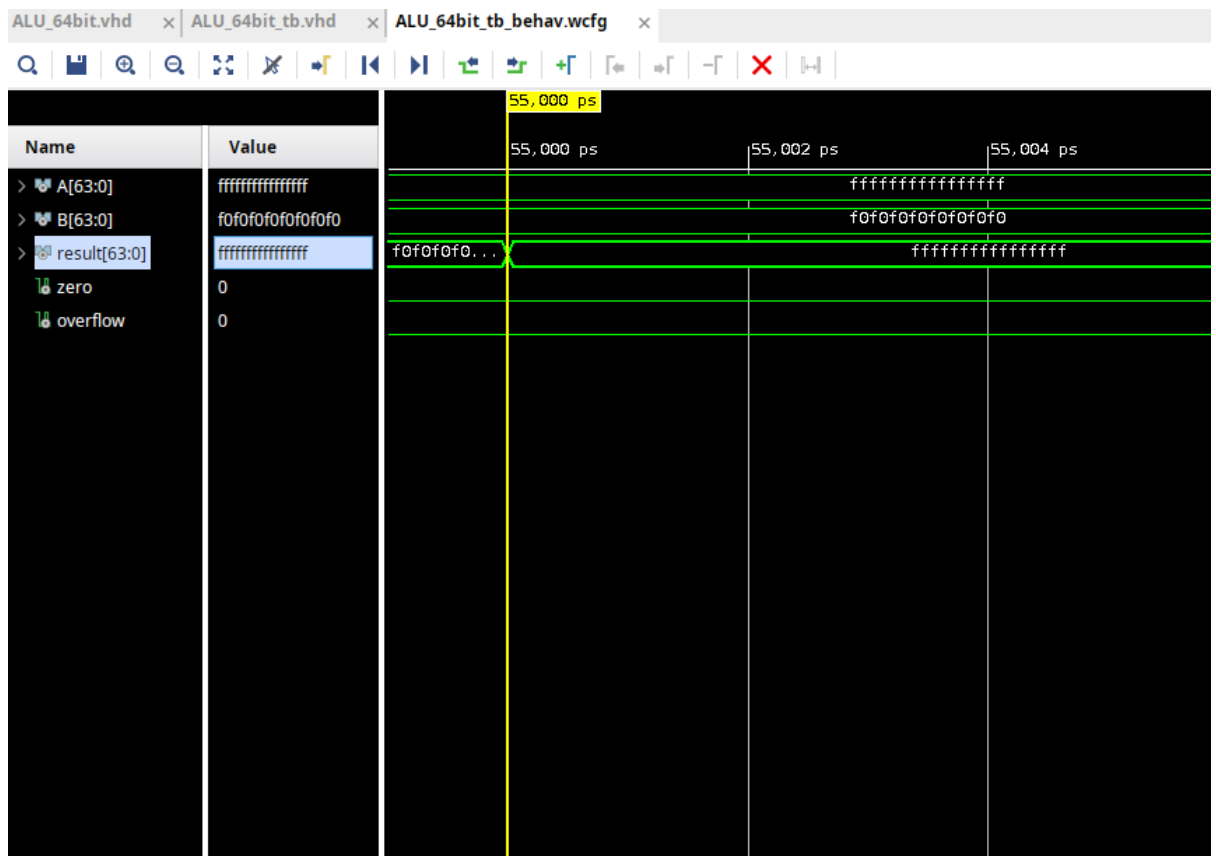 ALU_64bit.vhd ALU_64bit_tb.vhd ALU_64bit_tb_behav.wcfg
55,000 ps
Name Value 55,000 ps 55,002 ps 55,004 ps
A[63:0] ffffffffffffffff ffffffffffffffff
B[63:0] f0f0f0f0f0f0f0f0 f0f0f0f0f0f0f0f0
result[63:0] ffffffffffffffff f0f0f0f0... ffffffffffffffff
zero 0
overflow 0